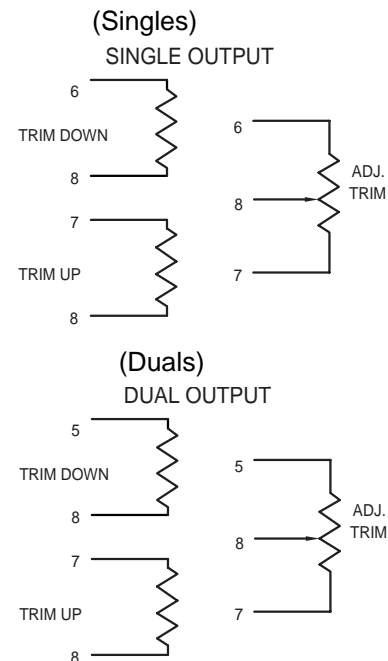 (Singles)
SINGLE OUTPUT
6
TRIM DOWN
8
7
TRIM UP
8
6
8
ADJ.
TRIM
7
(Duals)
DUAL OUTPUT
5
TRIM DOWN
8
7
TRIM UP
8
5
8
ADJ.
TRIM
7